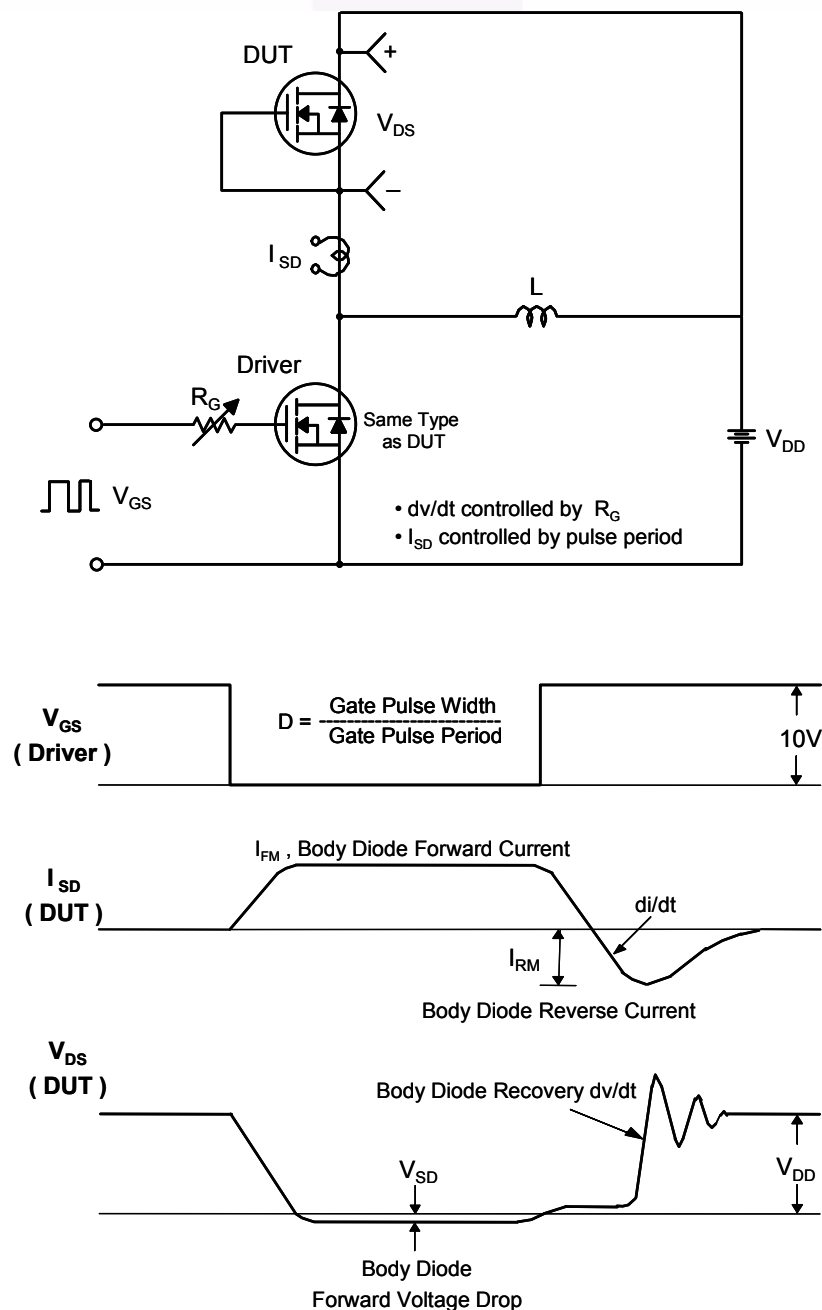 DUT
+
V_DS
−
I_SD
L
Driver
R_G
Same Type
as DUT
V_DD
V_GS
• dv/dt controlled by R_G
• I_SD controlled by pulse period
V_GS
( Driver )
D = Gate Pulse Width
Gate Pulse Period
10V
I_FM , Body Diode Forward Current
I_SD
( DUT )
di/dt
I_RM
Body Diode Reverse Current
V_DS
( DUT )
Body Diode Recovery dv/dt
V_SD
V_DD
Body Diode
Forward Voltage Drop